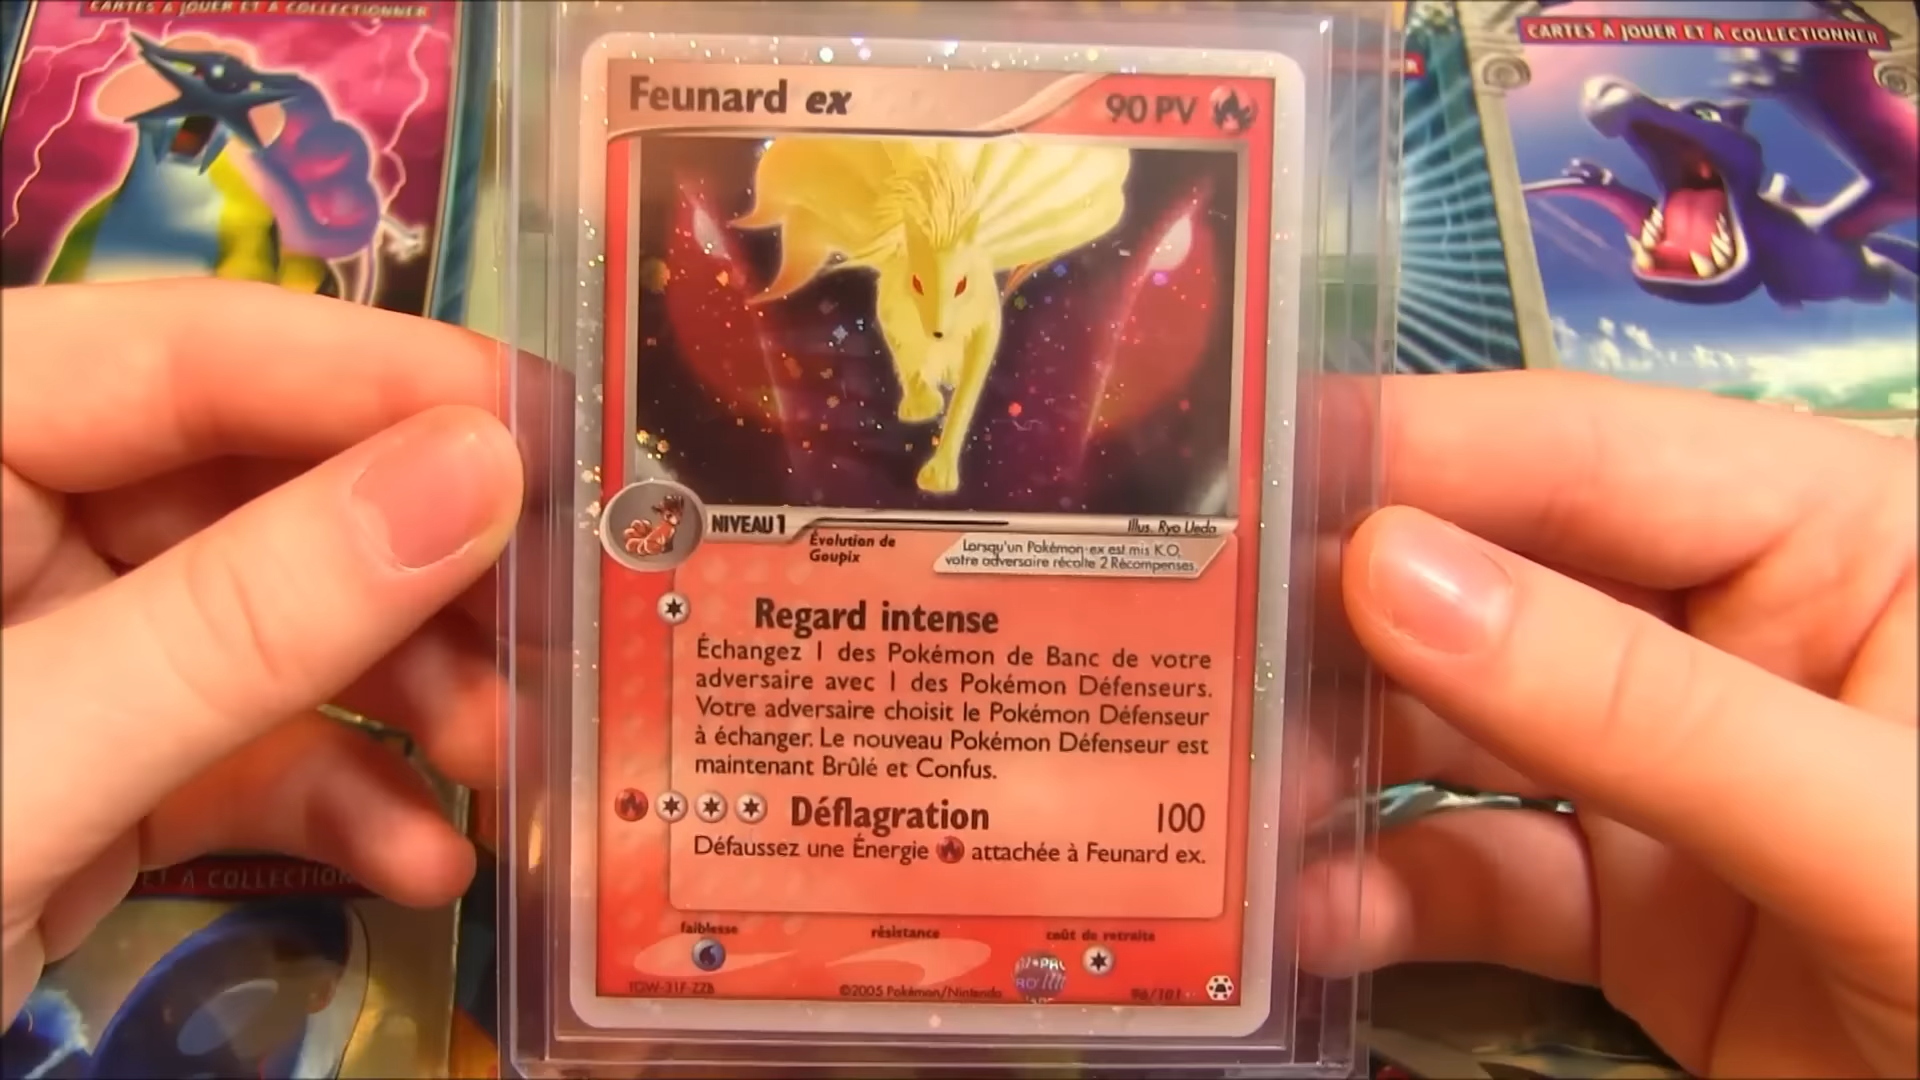 CARTES À JOUER ET À COLLECTIONNER
CARTES À JOUER ET À COLLECTIONNER
Feunard ex
90 PV
NIVEAU 1
Évolution de
Goupix
Illus. Ryo Ueda
Lorsqu'un Pokémon-ex est mis K.O,
votre adversaire récolte 2 Récompenses.
Regard intense
Échangez 1 des Pokémon de Banc de votre
adversaire avec 1 des Pokémon Défenseurs.
Votre adversaire choisit le Pokémon Défenseur
à échanger. Le nouveau Pokémon Défenseur est
maintenant Brûlé et Confus.
Déflagration 100
Défaussez une Énergie attachée à Feunard ex.
ET À COLLECTION
faiblesse
résistance
coût de retraite
©2005 Pokémon/Nintendo